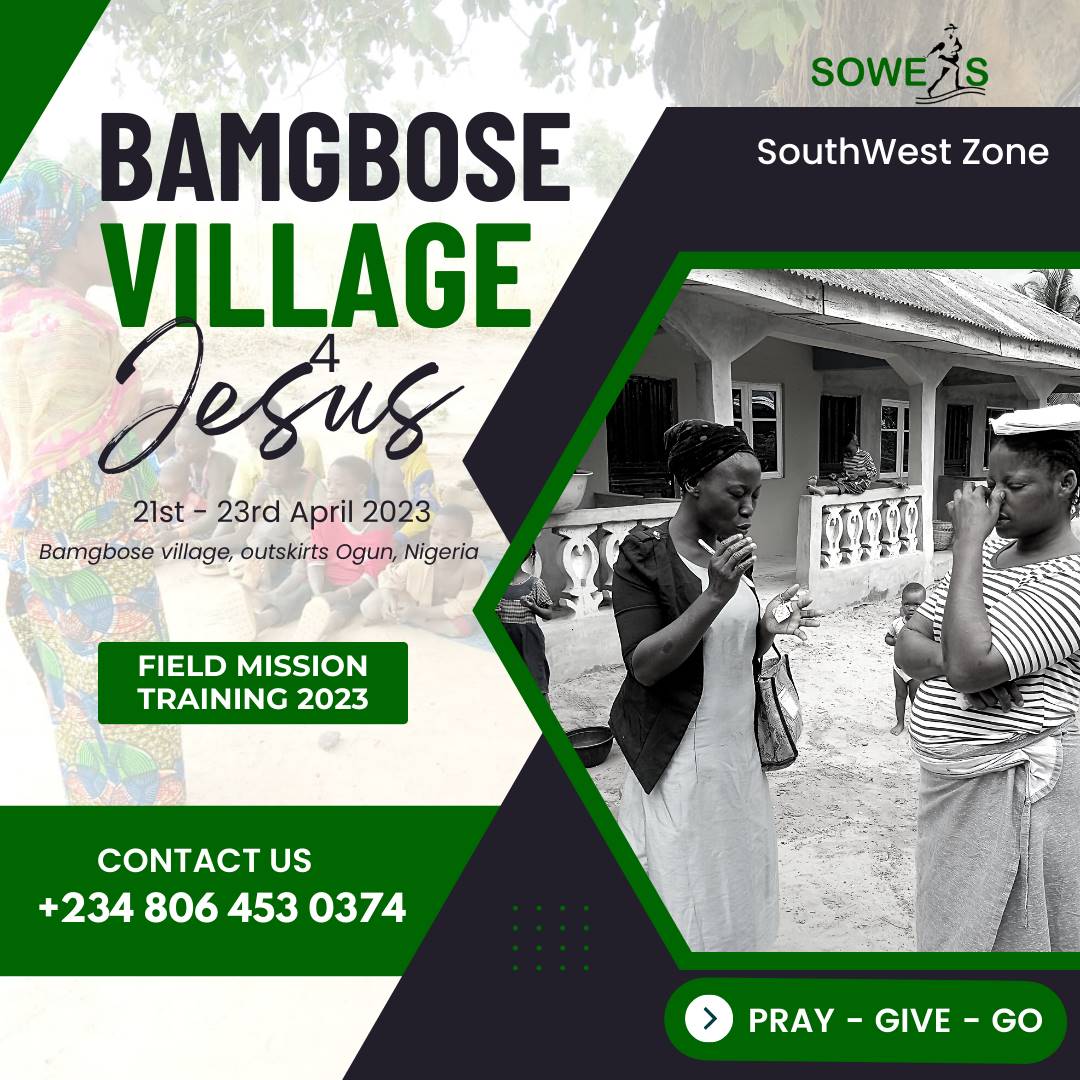 SOWE S
SouthWest Zone
BAMGBOSE
VILLAGE
4
Jesus
21st - 23rd April 2023
Bamgbose village, outskirts Ogun, Nigeria
FIELD MISSION
TRAINING 2023
CONTACT US
+234 806 453 0374
PRAY - GIVE - GO